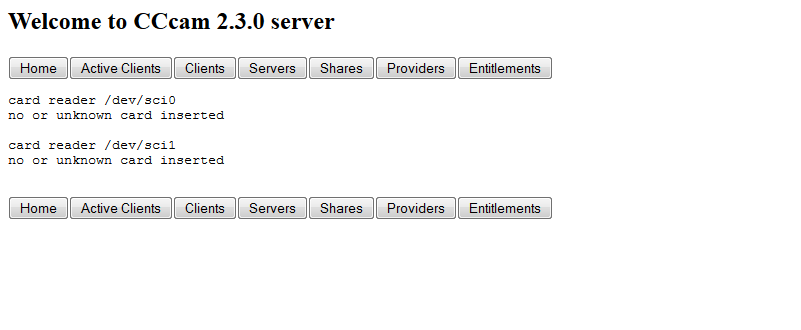 Welcome to CCcam 2.3.0 server
Home Active Clients Clients Servers Shares Providers Entitlements
card reader /dev/sci0
no or unknown card inserted
card reader /dev/sci1
no or unknown card inserted
Home Active Clients Clients Servers Shares Providers Entitlements